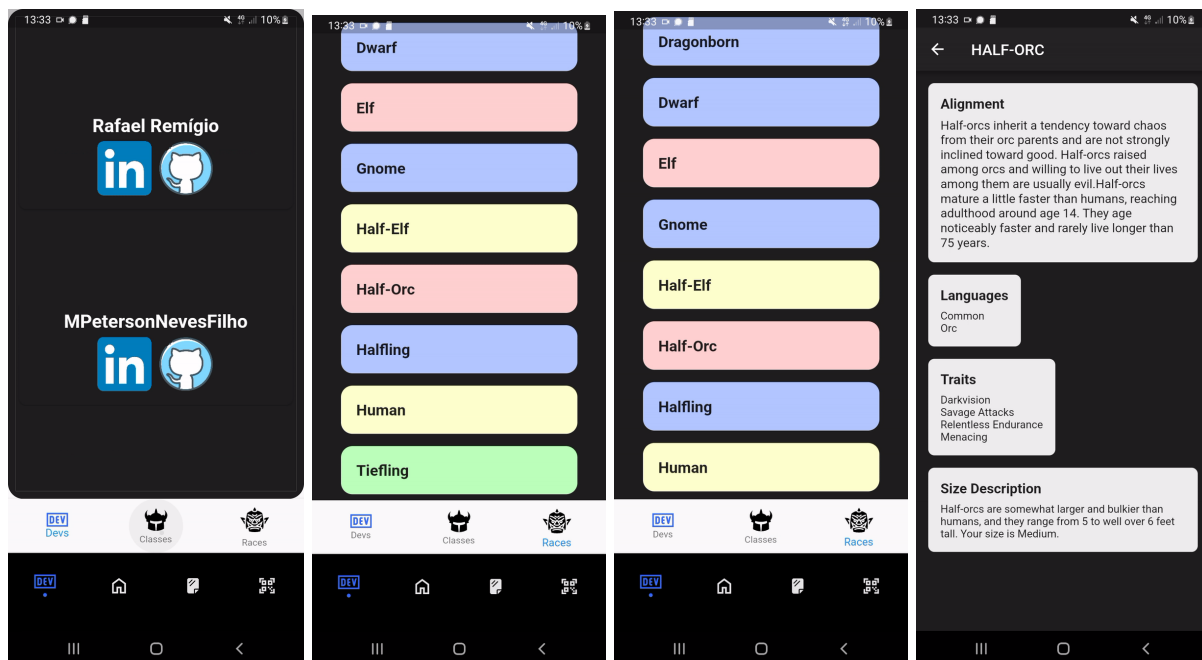 13:33
10%
Rafael Remígio
in
MPetersonNevesFilho
in
DEV
Devs
Classes
Races
DEV
13:33
10%
Dwarf
Elf
Gnome
Half-Elf
Half-Orc
Halfling
Human
Tiefling
DEV
Devs
Classes
Races
DEV
13:33
10%
Dragonborn
Dwarf
Elf
Gnome
Half-Elf
Half-Orc
Halfling
Human
DEV
Devs
Classes
Races
DEV
13:33
10%
HALF-ORC
Alignment
Half-orcs inherit a tendency toward chaos
from their orc parents and are not strongly
inclined toward good. Half-orcs raised
among orcs and willing to live out their lives
among them are usually evil.Half-orcs
mature a little faster than humans, reaching
adulthood around age 14. They age
noticeably faster and rarely live longer than
75 years.
Languages
Common
Orc
Traits
Darkvision
Savage Attacks
Relentless Endurance
Menacing
Size Description
Half-orcs are somewhat larger and bulkier than
humans, and they range from 5 to well over 6 feet
tall. Your size is Medium.